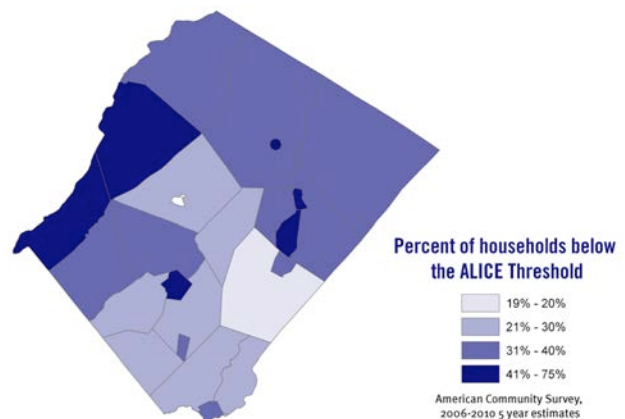 Percent of households below
the ALICE Threshold
19% - 20%
21% - 30%
31% - 40%
41% - 75%
American Community Survey,
2006-2010 5 year estimates